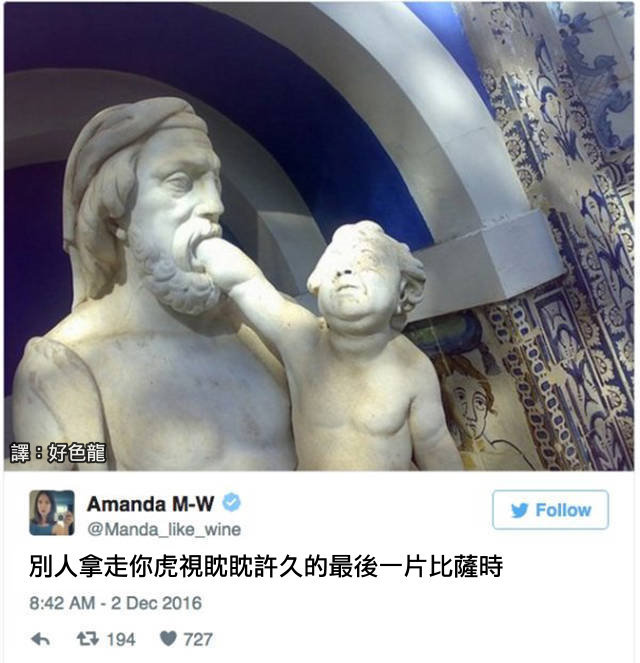 譯：好色龍
Amanda M-W
@Manda_like_wine
Follow
別人拿走你虎視眈眈許久的最後一片比薩時
8:42 AM - 2 Dec 2016
194
727